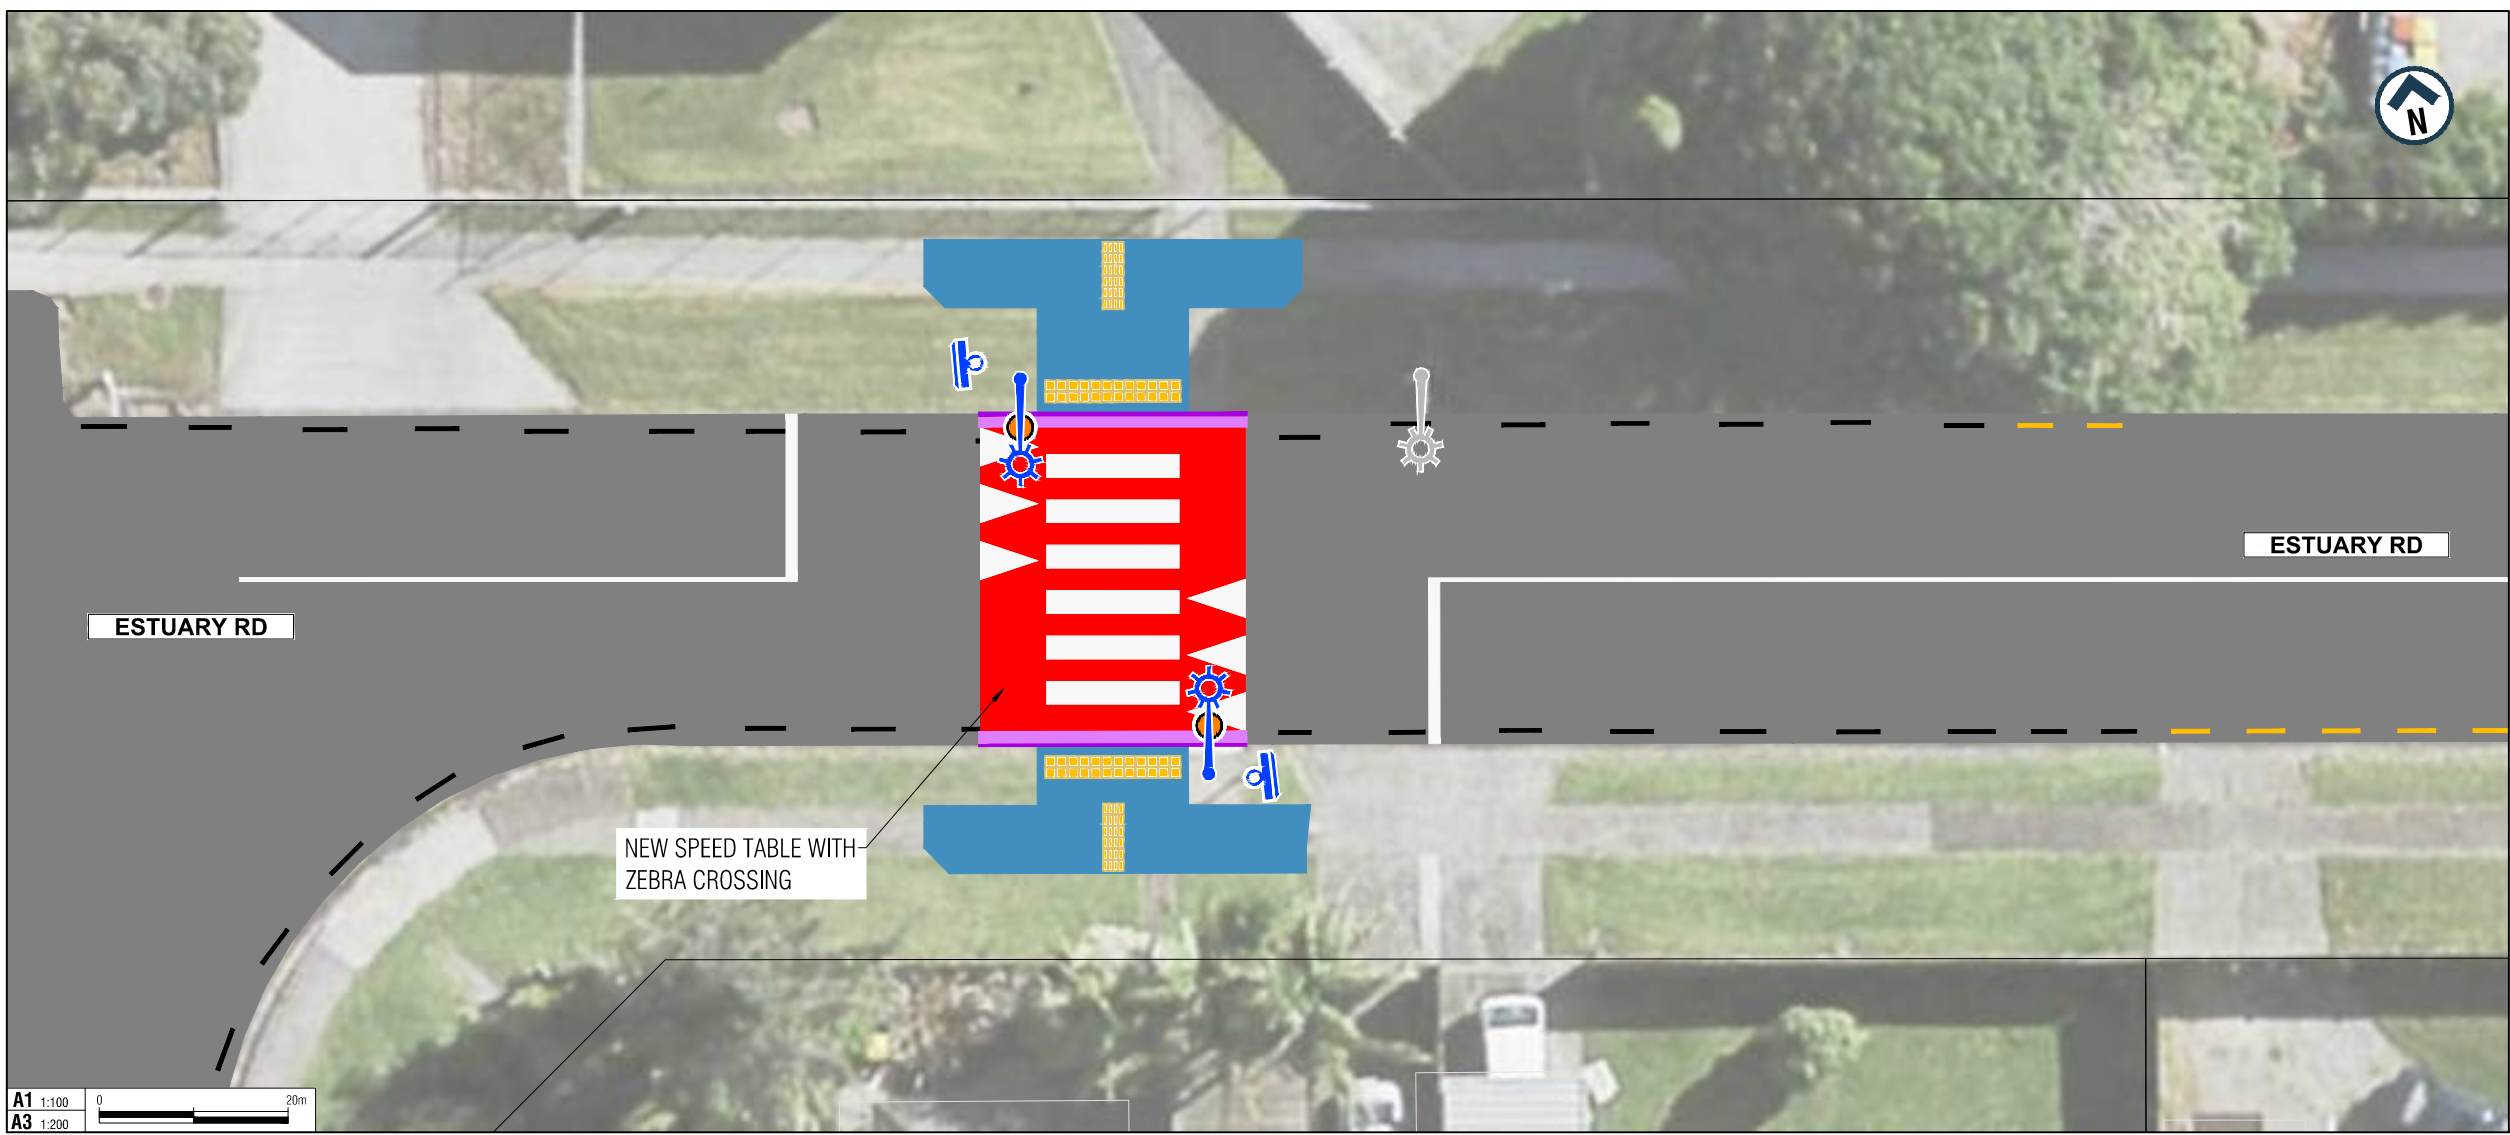 N
ESTUARY RD
ESTUARY RD
NEW SPEED TABLE WITH
ZEBRA CROSSING
A1 1:100
A3 1:200
0 20m